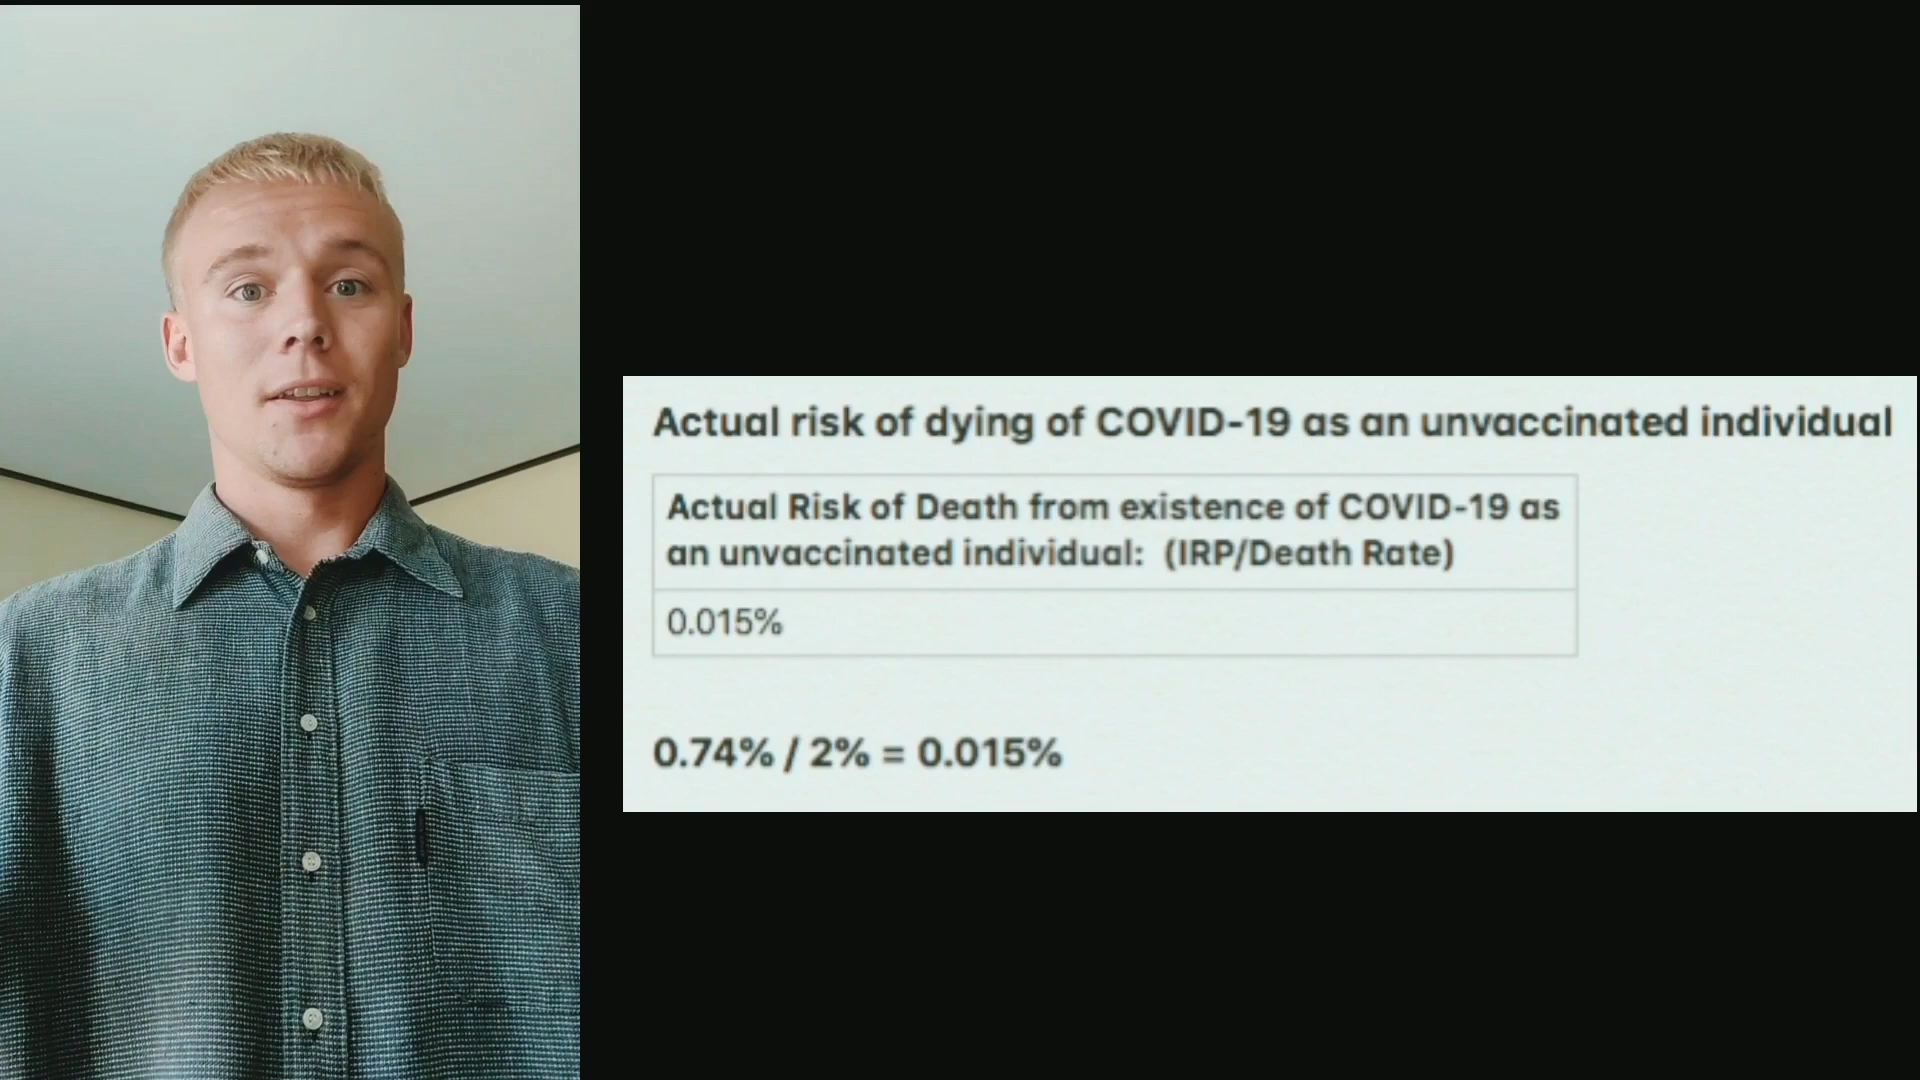 Actual risk of dying of COVID-19 as an unvaccinated individual
Actual Risk of Death from existence of COVID-19 as
an unvaccinated individual: (IRP/Death Rate)
0.015%
0.74% / 2% = 0.015%